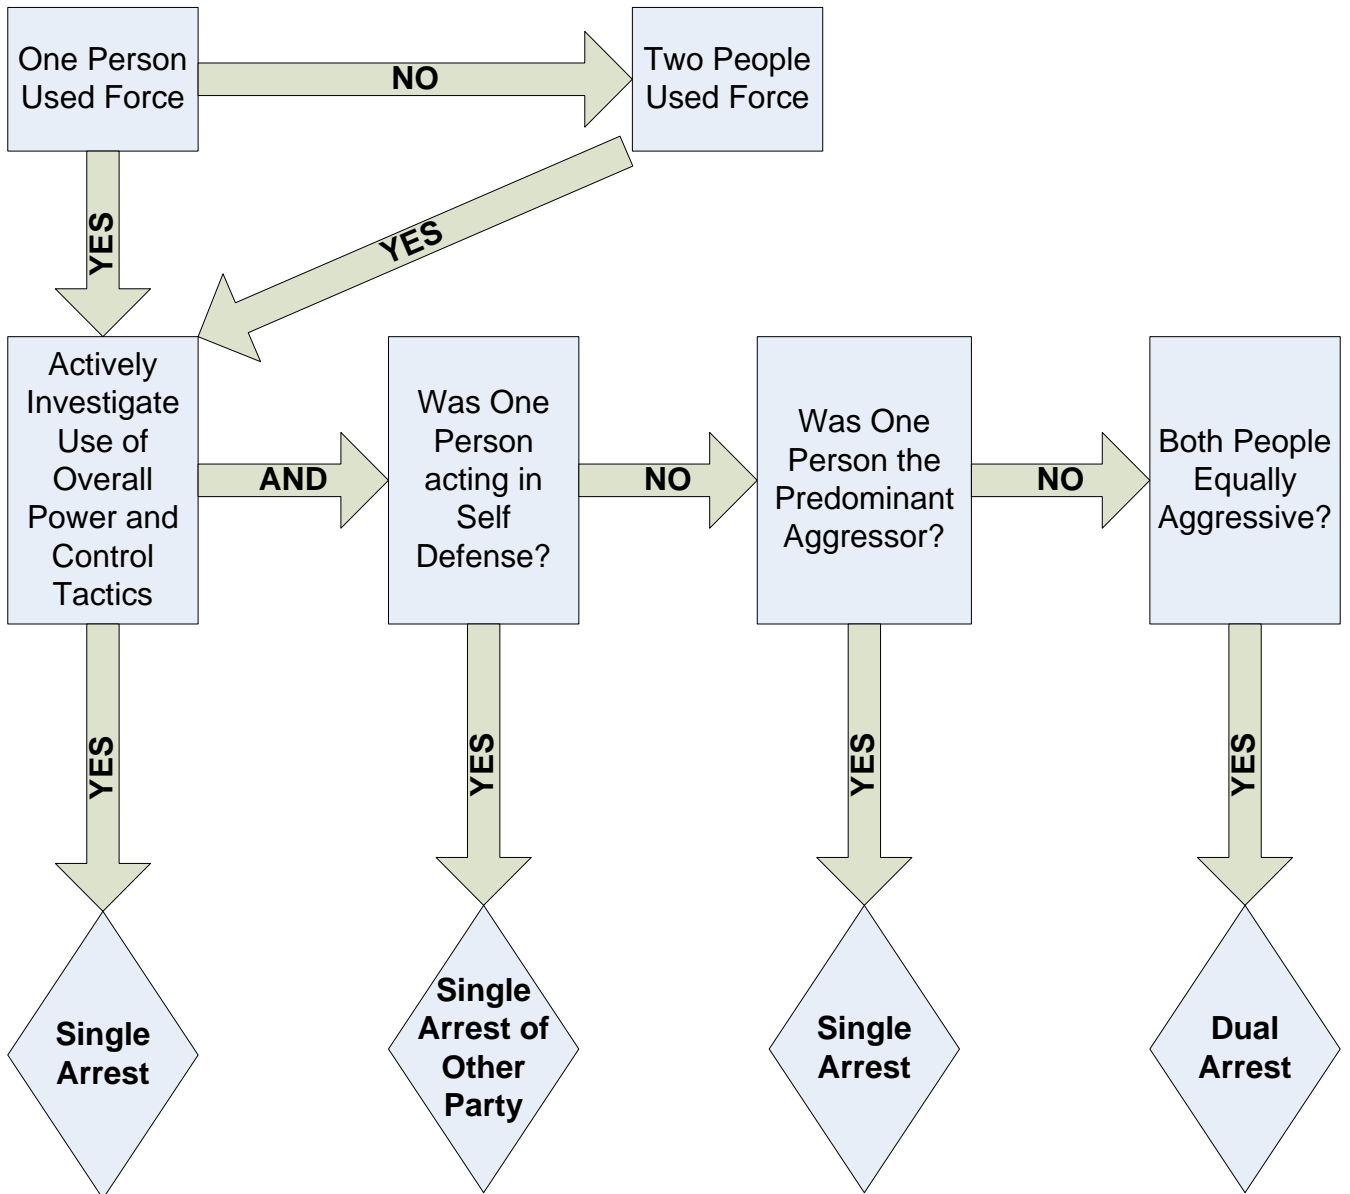 One Person
Used Force
NO
Two People
Used Force
YES
YES
Actively
Investigate
Use of
Overall
Power and
Control
Tactics
AND
Was One
Person
acting in
Self
Defense?
NO
Was One
Person the
Predominant
Aggressor?
NO
Both People
Equally
Aggressive?
YES
YES
YES
YES
Single
Arrest
Single
Arrest of
Other
Party
Single
Arrest
Dual
Arrest